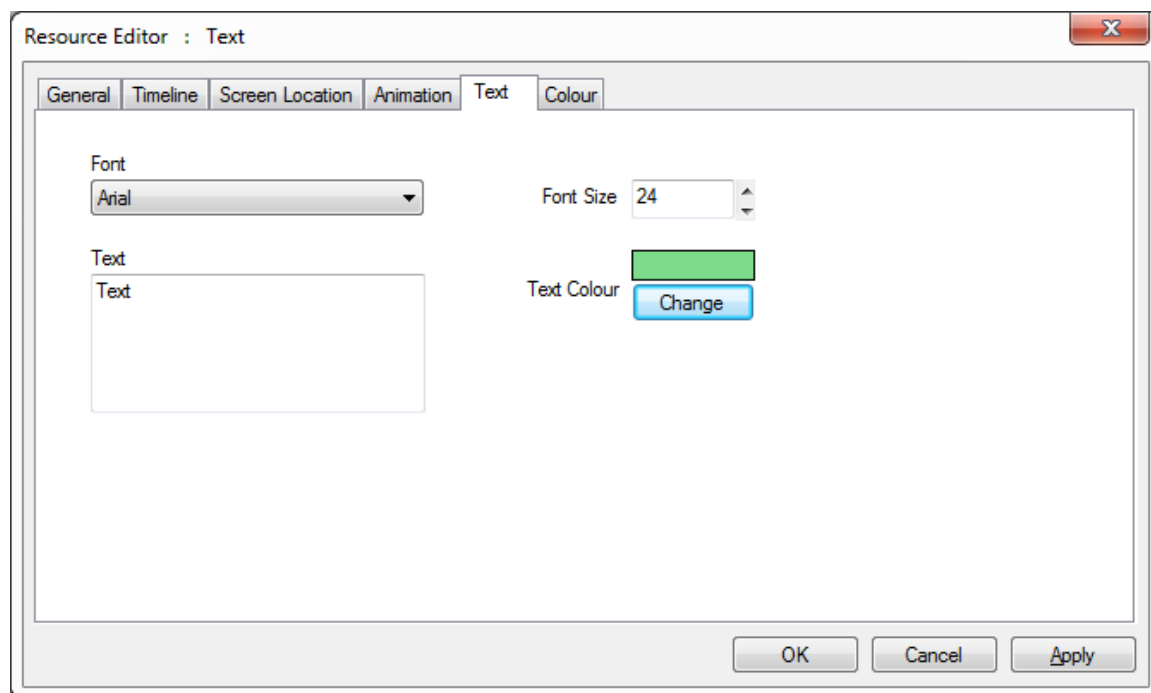 Resource Editor : Text
General Timeline Screen Location Animation Text Colour
Font
Arial
Font Size 24
Text
Text
Text Colour
Change
OK Cancel Apply